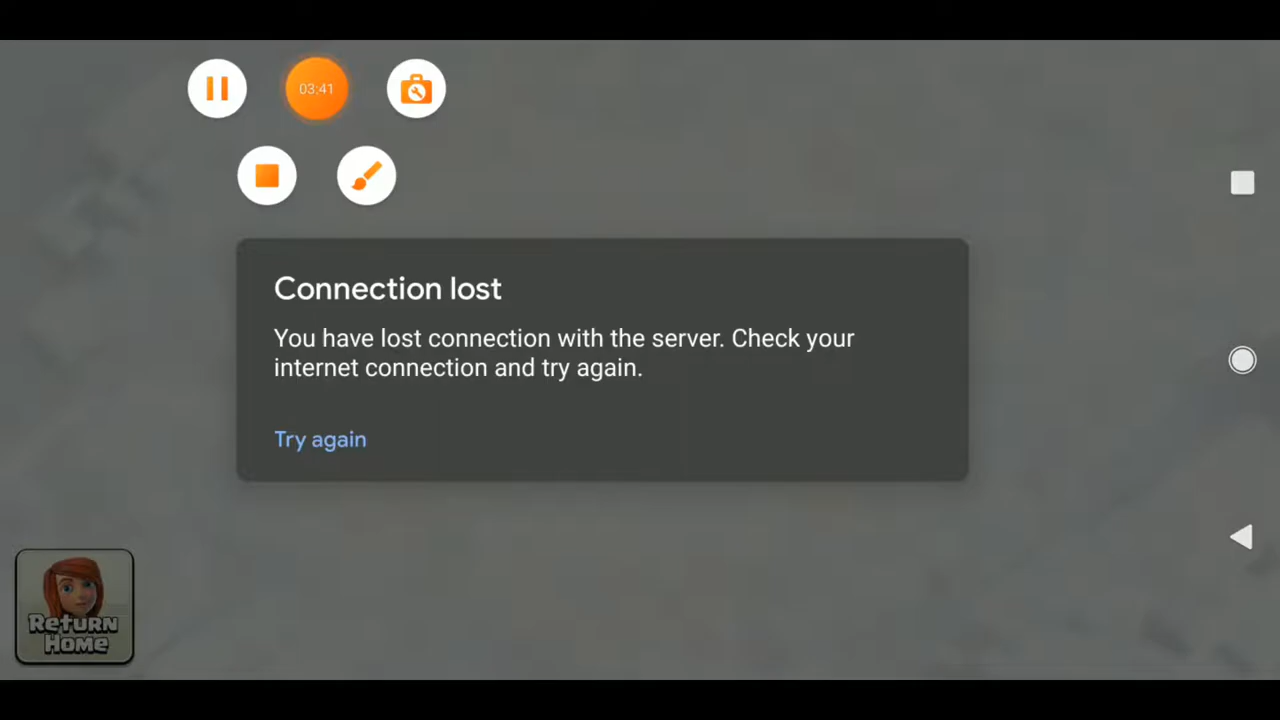 03:41
Connection lost
You have lost connection with the server. Check your
internet connection and try again.
Try again
Return
Home